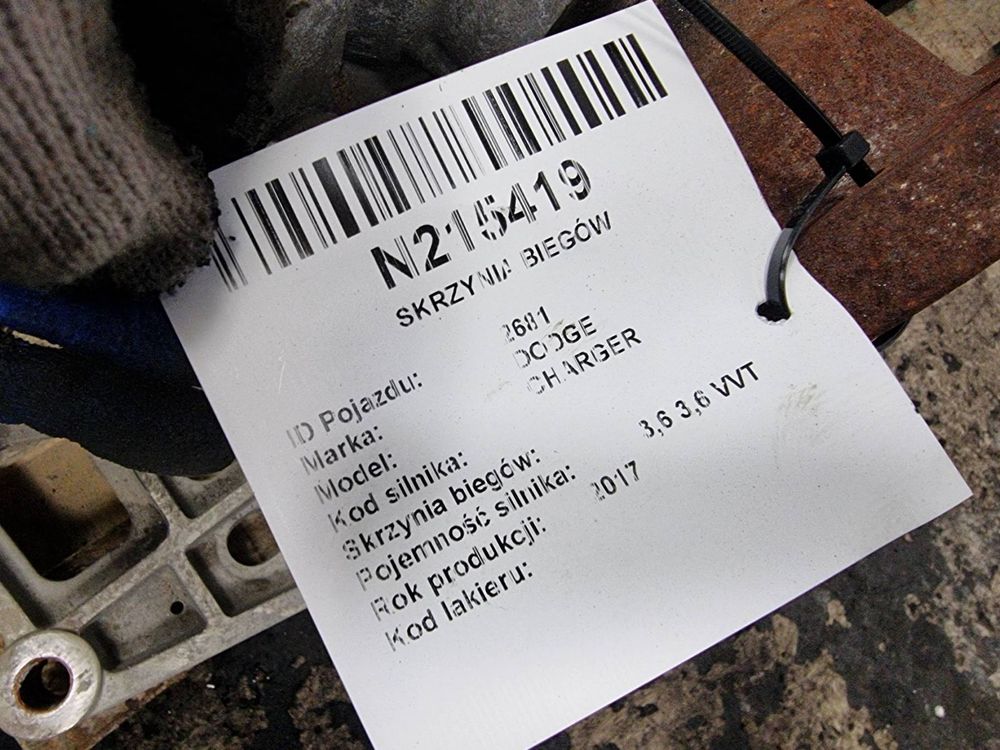 N215419
SKRZYNIA BIEGÓW
ID Pojazdu: 2681
Marka: DODGE
Model: CHARGER
Kod silnika:
Skrzynia biegów:
Pojemność silnika: 3,6 3,6 VVT
Rok produkcji: 2017
Kod lakieru: